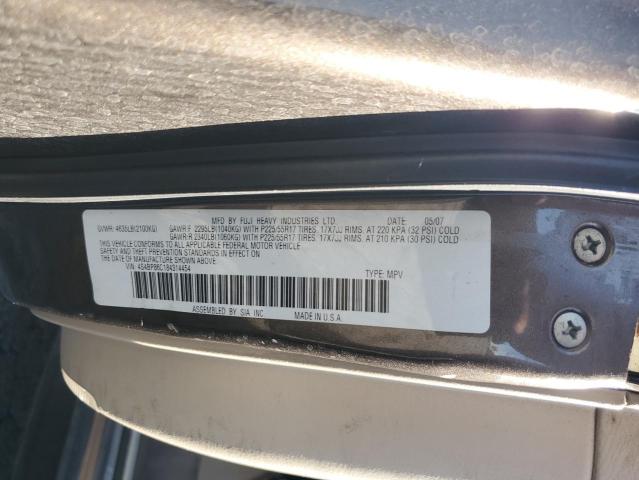 MFD BY FUJI HEAVY INDUSTRIES LTD. DATE: 05/07
GVWR: 4635LB(2100KG) GAWR-F 2295LB(1040KG) WITH P225/55R17 TIRES, 17X7JJ RIMS, AT 220 KPA (32 PSI) COLD
GAWR-R 2340LB(1060KG) WITH P225/55R17 TIRES, 17X7JJ RIMS, AT 210 KPA (30 PSI) COLD
THIS VEHICLE CONFORMS TO ALL APPLICABLE FEDERAL MOTOR VEHICLE
SAFETY AND THEFT PREVENTION STANDARDS IN EFFECT ON
THE DATE OF MANUFACTURE SHOWN ABOVE
VIN: 4S4BP86C184314454 TYPE: MPV
ASSEMBLED BY SIA INC. MADE IN U.S.A.